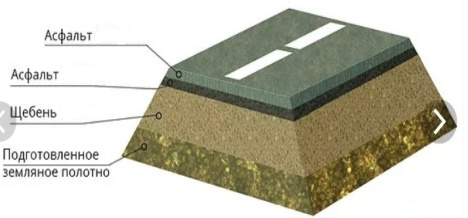 Асфальт
Асфальт
Щебень
Подготовленное
земляное полотно